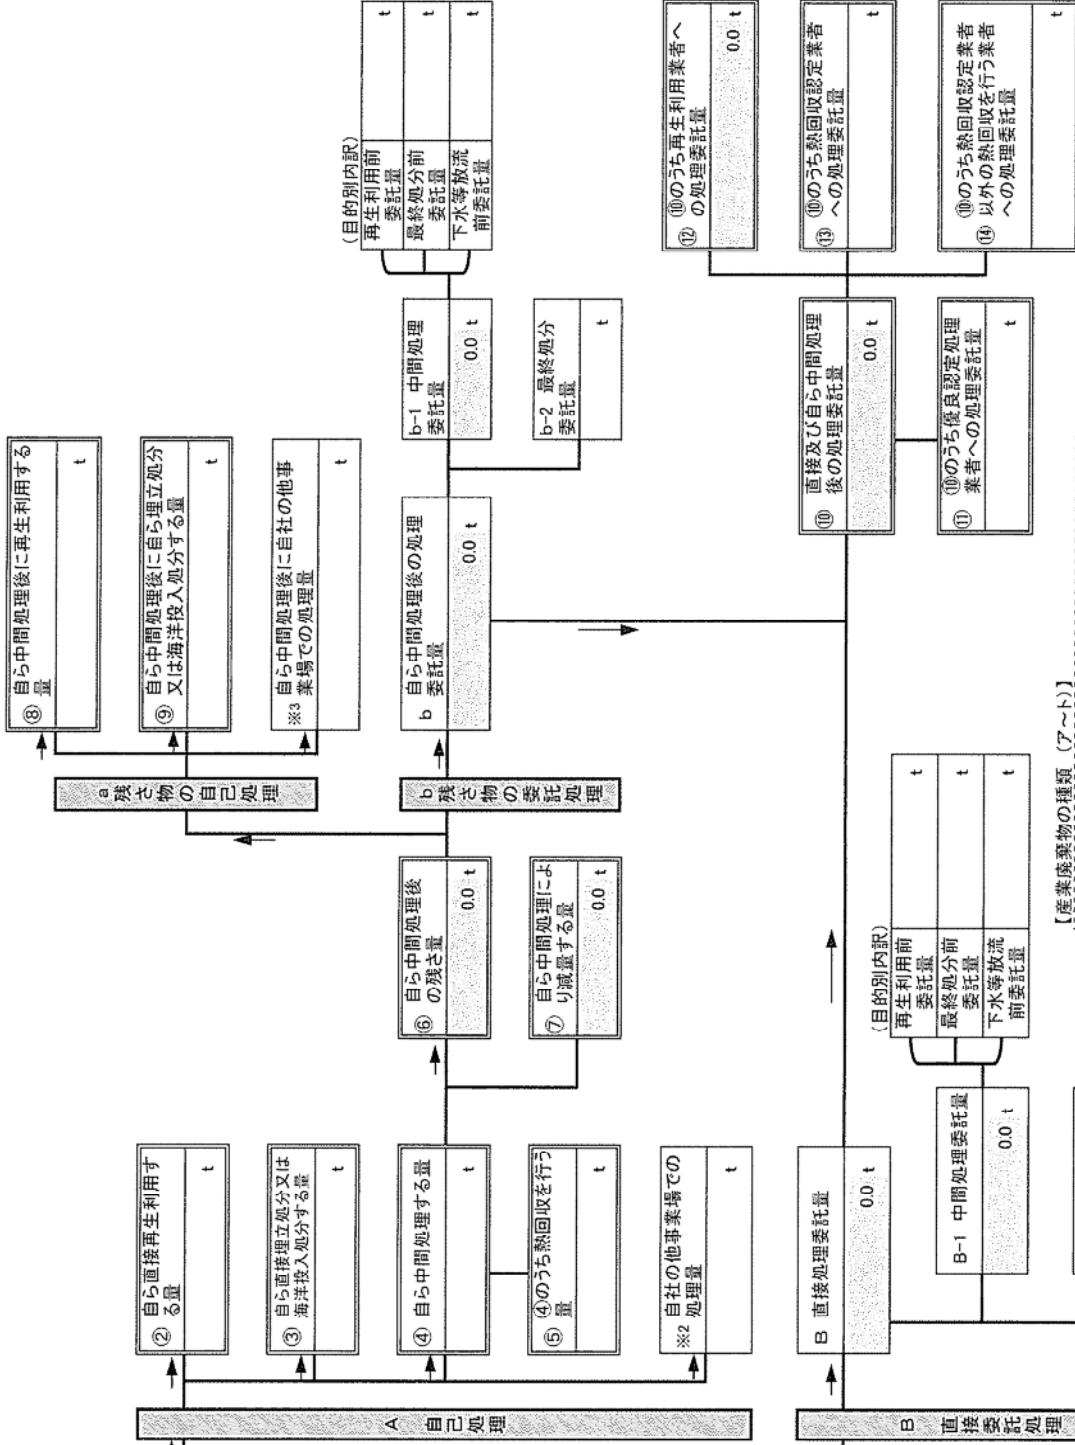 A 自己処理
② 自ら直接再生利用す
る量
t
③ 自ら直接埋立処分又は
海洋投入処分する量
t
④ 自ら中間処理する量
t
⑤ ④のうち熱回収を行う
量
t
※2 自社の他事業場での
処理量
t
⑥ 自ら中間処理後
の残さ量
0.0 t
⑦ 自ら中間処理によ
り減量する量
0.0 t
a 残さ物の自己処理
⑧ 自ら中間処理後に再生利用する
量
t
⑨ 自ら中間処理後に自ら埋立処分
又は海洋投入処分する量
t
※3 自ら中間処理後に自社の他事
業場での処理量
t
b 残さ物の委託処理
b 自ら中間処理後の処理
委託量
0.0 t
b-1 中間処理
委託量
0.0 t
b-2 最終処分
委託量
t
(目的別内訳)
再生利用前
委託量
t
最終処分前
委託量
t
下水等放流
前委託量
t
B 直接委託処理
B 直接処理委託量
0.0 t
B-1 中間処理委託量
0.0 t
(目的別内訳)
再生利用前
委託量
t
最終処分前
委託量
t
下水等放流
前委託量
t
⑩ 直接及び自ら中間処理
後の処理委託量
0.0 t
⑪ ⑩のうち優良認定処理
業者への処理委託量
t
⑫ ⑩のうち再生利用業者へ
の処理委託量
0.0 t
⑬ ⑩のうち熱回収認定業者
への処理委託量
t
⑭ ⑩のうち熱回収認定業者
以外の熱回収を行う業者
への処理委託量
t
【産業廃棄物の種類 (ア~ト)】